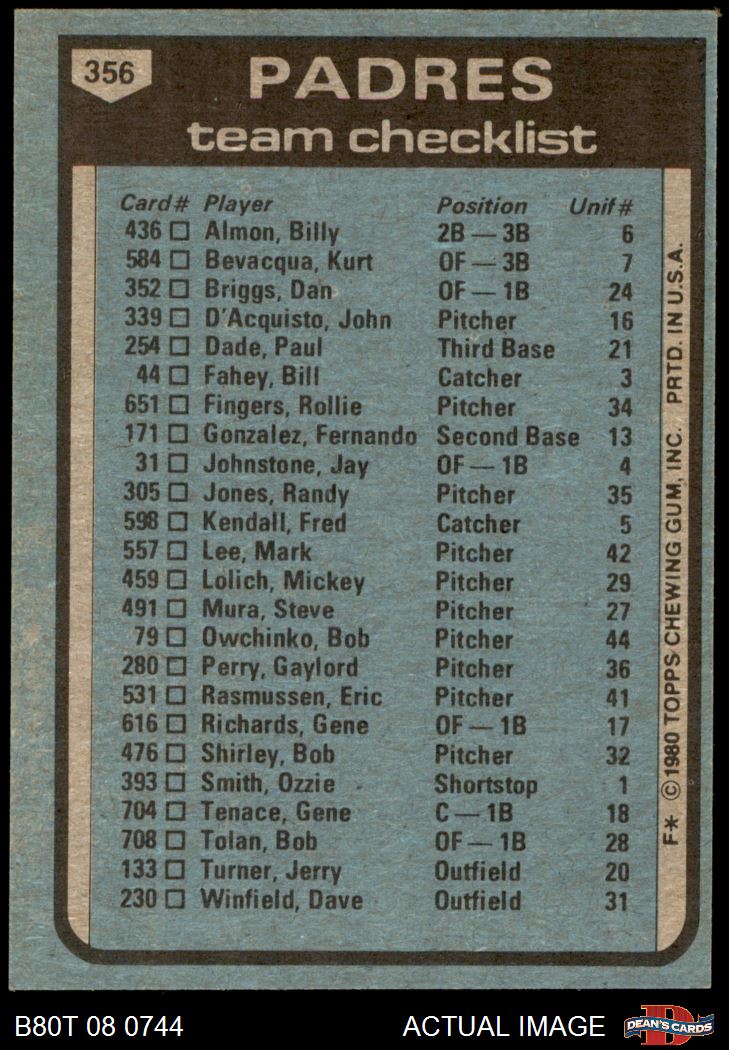 356
PADRES
team checklist
Card# Player Position Unif#
436 Almon, Billy 2B — 3B 6
584 Bevacqua, Kurt OF — 3B 7
352 Briggs, Dan OF — 1B 24
339 D'Acquisto, John Pitcher 16
254 Dade, Paul Third Base 21
44 Fahey, Bill Catcher 3
651 Fingers, Rollie Pitcher 34
171 Gonzalez, Fernando Second Base 13
31 Johnstone, Jay OF — 1B 4
305 Jones, Randy Pitcher 35
598 Kendall, Fred Catcher 5
557 Lee, Mark Pitcher 42
459 Lolich, Mickey Pitcher 29
491 Mura, Steve Pitcher 27
79 Owchinko, Bob Pitcher 44
280 Perry, Gaylord Pitcher 36
531 Rasmussen, Eric Pitcher 41
616 Richards, Gene OF — 1B 17
476 Shirley, Bob Pitcher 32
393 Smith, Ozzie Shortstop 1
704 Tenace, Gene C — 1B 18
708 Tolan, Bob OF — 1B 28
133 Turner, Jerry Outfield 20
230 Winfield, Dave Outfield 31
F* © 1980 TOPPS CHEWING GUM, INC. PRTD. IN U.S.A.
B80T 08 0744 ACTUAL IMAGE
D
DEAN'S CARDS